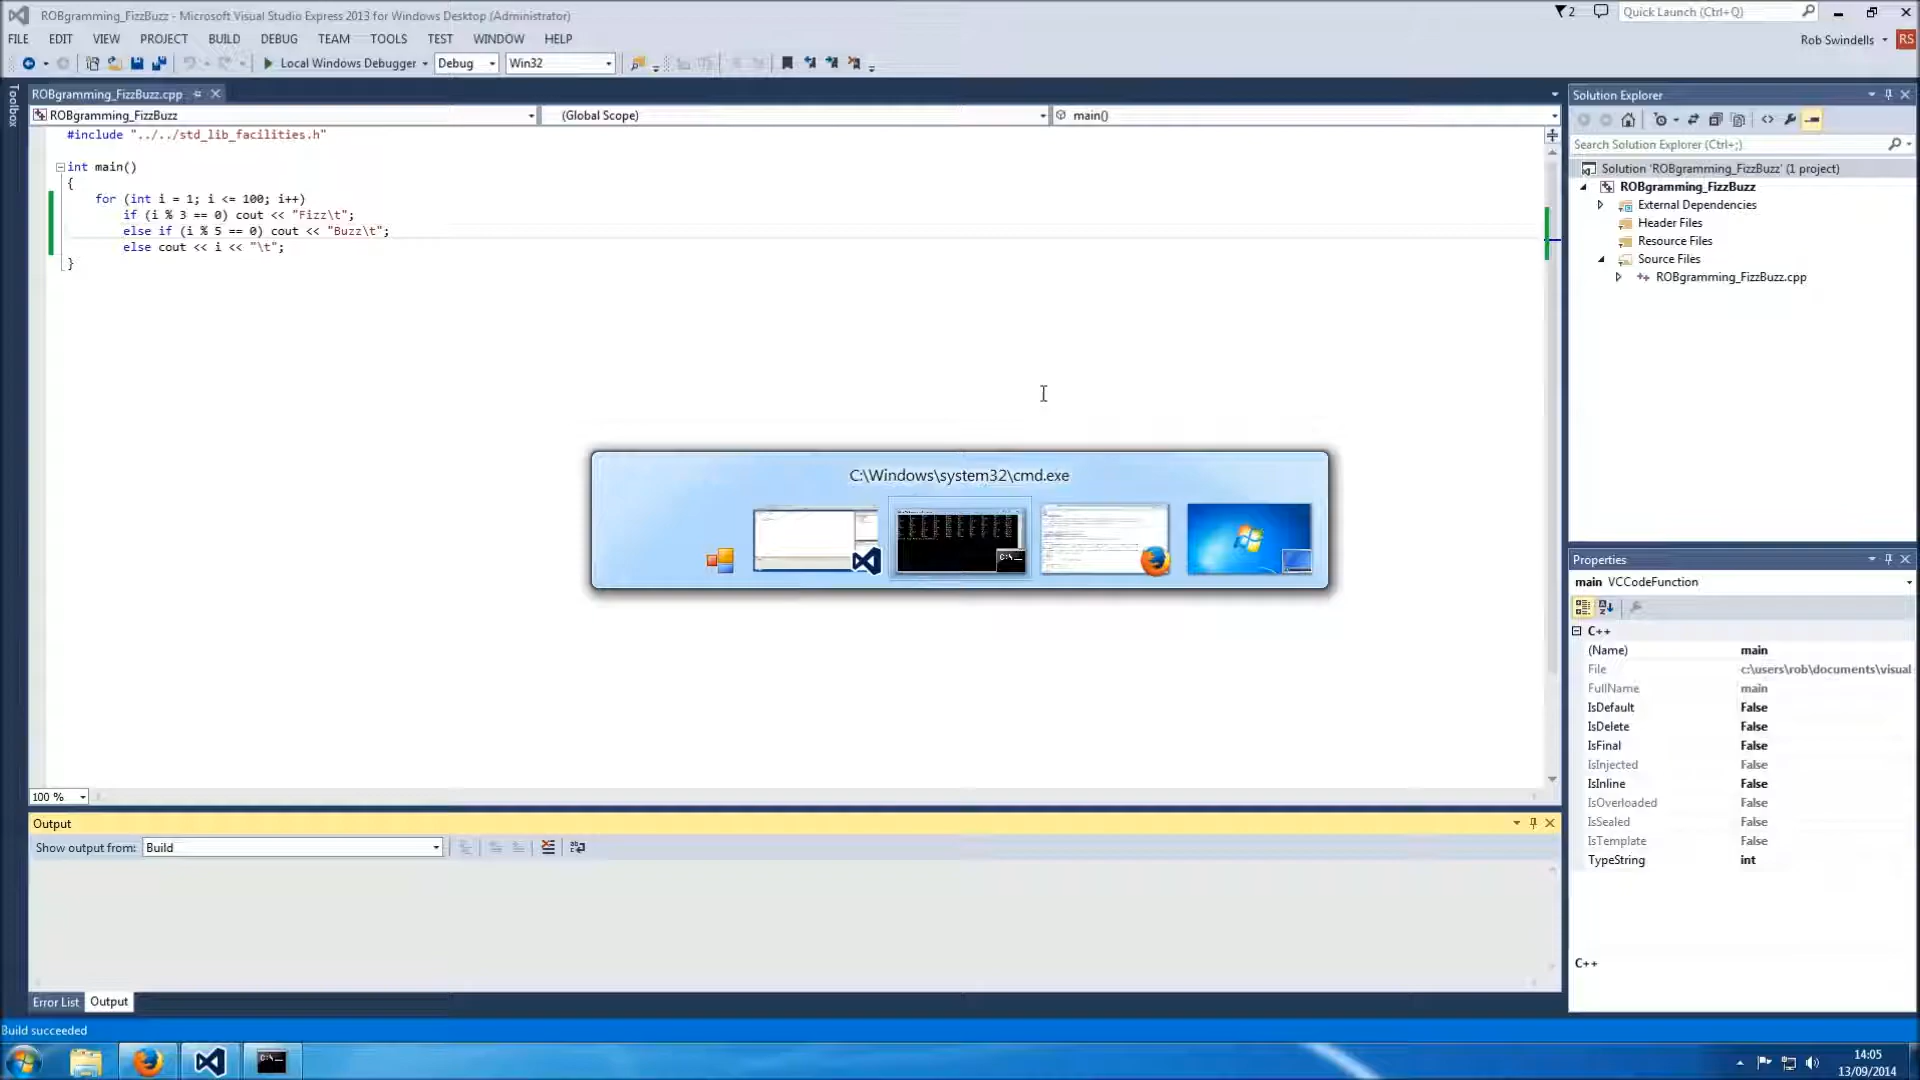 ROBgramming_FizzBuzz - Microsoft Visual Studio Express 2013 for Windows Desktop (Administrator)
2
Quick Launch (Ctrl+Q)
FILE EDIT VIEW PROJECT BUILD DEBUG TEAM TOOLS TEST WINDOW HELP
Rob Swindells
RS
Local Windows Debugger Debug Win32
Toolbox
ROBgramming_FizzBuzz.cpp
ROBgramming_FizzBuzz (Global Scope) main()
#include "../../std_lib_facilities.h"
int main()
{
for (int i = 1; i <= 100; i++)
if (i % 3 == 0) cout << "Fizz\t";
else if (i % 5 == 0) cout << "Buzz\t";
else cout << i << "\t";
}
C:\Windows\system32\cmd.exe
C:\_
100 %
Output
Show output from: Build
Error List Output
Build succeeded
Solution Explorer
Search Solution Explorer (Ctrl+;)
Solution 'ROBgramming_FizzBuzz' (1 project)
ROBgramming_FizzBuzz
External Dependencies
Header Files
Resource Files
Source Files
ROBgramming_FizzBuzz.cpp
Properties
main VCCodeFunction
C++
(Name) main
File c:\users\rob\documents\visual
FullName main
IsDefault False
IsDelete False
IsFinal False
IsInjected False
IsInline False
IsOverloaded False
IsSealed False
IsTemplate False
TypeString int
C++
C:\_
14:05
13/09/2014